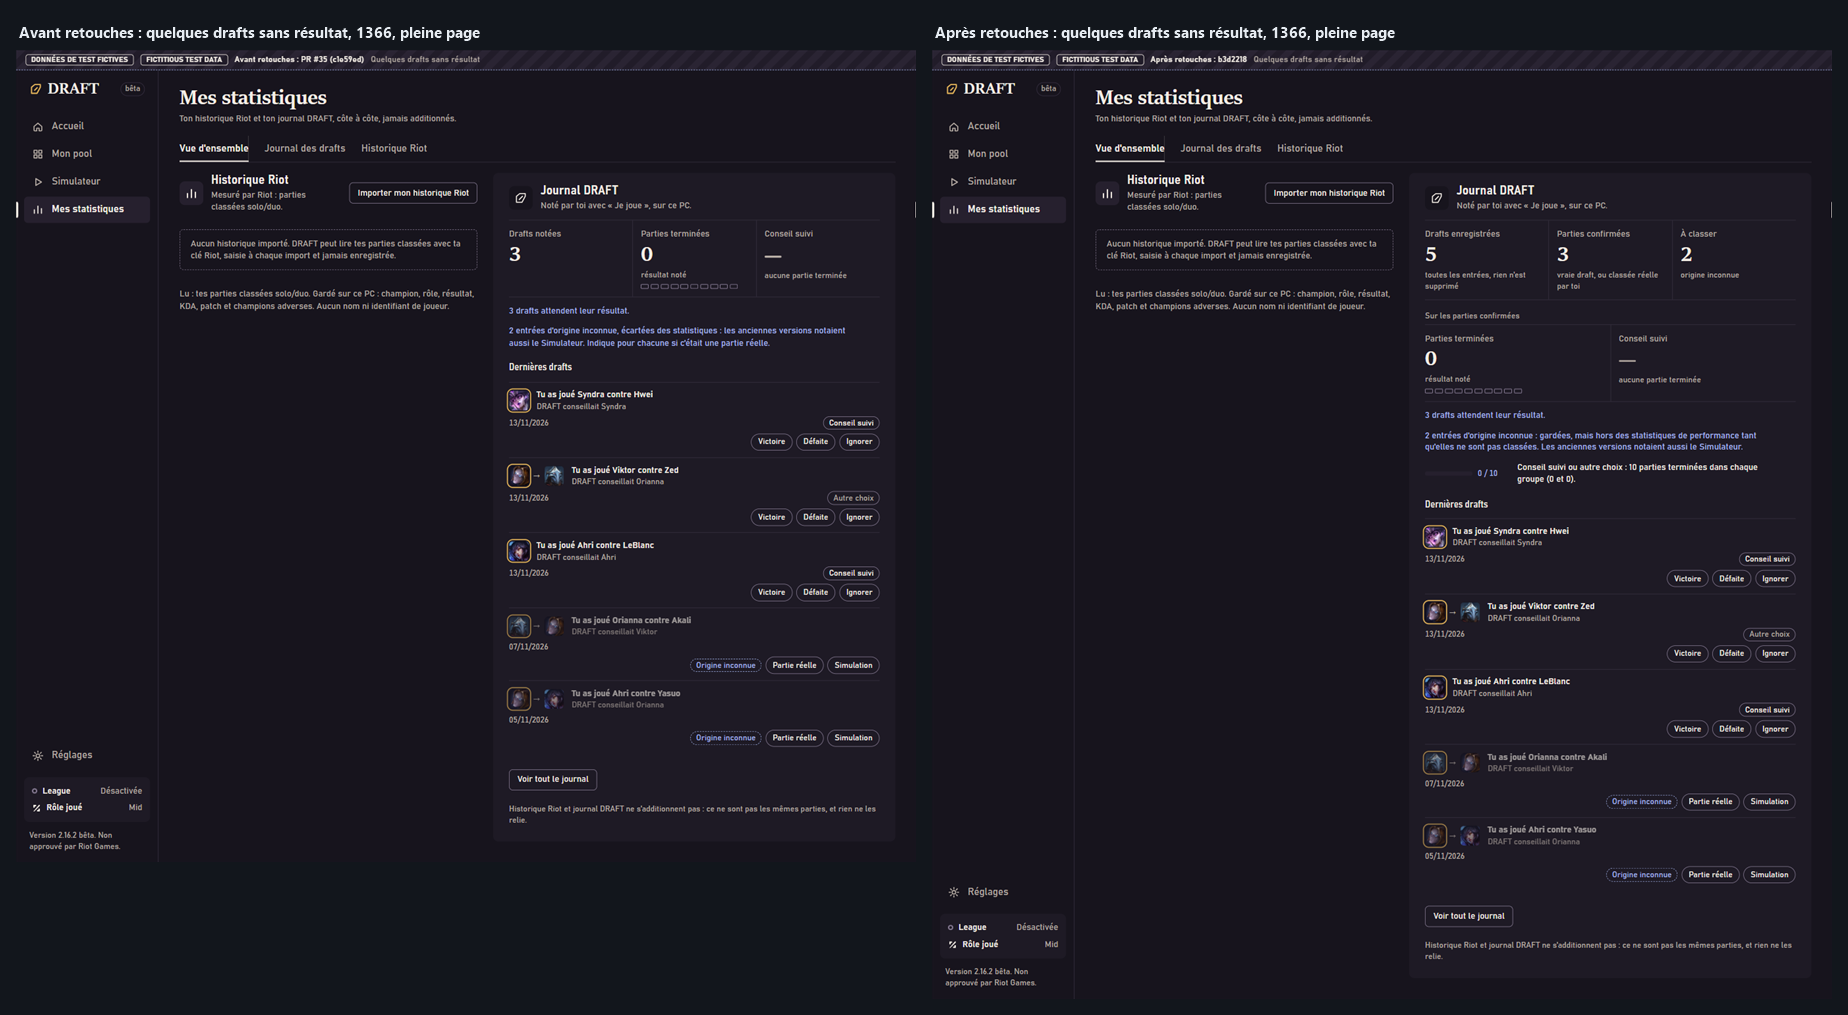 Avant retouches : quelques drafts sans résultat, 1366, pleine page
DONNÉES DE TEST FICTIVES
FICTITIOUS TEST DATA
Avant retouches : PR #35 (c1e59ed)
Quelques drafts sans résultat
DRAFT
bêta
Accueil
Mon pool
Simulateur
Mes statistiques
Réglages
League
Désactivée
Rôle joué
Mid
Version 2.16.2 bêta. Non
approuvé par Riot Games.
Mes statistiques
Ton historique Riot et ton journal DRAFT, côte à côte, jamais additionnés.
Vue d'ensemble
Journal des drafts
Historique Riot
Historique Riot
Mesuré par Riot : parties
classées solo/duo.
Importer mon historique Riot
Aucun historique importé. DRAFT peut lire tes parties classées avec ta
clé Riot, saisie à chaque import et jamais enregistrée.
Lu : tes parties classées solo/duo. Gardé sur ce PC : champion, rôle, résultat,
KDA, patch et champions adverses. Aucun nom ni identifiant de joueur.
Journal DRAFT
Noté par toi avec « Je joue », sur ce PC.
Drafts notées
3
Parties terminées
0
résultat noté
Conseil suivi
—
aucune partie terminée
3 drafts attendent leur résultat.
2 entrées d'origine inconnue, écartées des statistiques : les anciennes versions notaient
aussi le Simulateur. Indique pour chacune si c'était une partie réelle.
Dernières drafts
Tu as joué Syndra contre Hwei
DRAFT conseillait Syndra
13/11/2026
Conseil suivi
Victoire
Défaite
Ignorer
→
Tu as joué Viktor contre Zed
DRAFT conseillait Orianna
13/11/2026
Autre choix
Victoire
Défaite
Ignorer
Tu as joué Ahri contre LeBlanc
DRAFT conseillait Ahri
13/11/2026
Conseil suivi
Victoire
Défaite
Ignorer
→
Tu as joué Orianna contre Akali
DRAFT conseillait Viktor
07/11/2026
Origine inconnue
Partie réelle
Simulation
→
Tu as joué Ahri contre Yasuo
DRAFT conseillait Orianna
05/11/2026
Origine inconnue
Partie réelle
Simulation
Voir tout le journal
Historique Riot et journal DRAFT ne s'additionnent pas : ce ne sont pas les mêmes parties, et rien ne les
relie.
Après retouches : quelques drafts sans résultat, 1366, pleine page
DONNÉES DE TEST FICTIVES
FICTITIOUS TEST DATA
Après retouches : b3d2218
Quelques drafts sans résultat
DRAFT
bêta
Accueil
Mon pool
Simulateur
Mes statistiques
Réglages
League
Désactivée
Rôle joué
Mid
Version 2.16.2 bêta. Non
approuvé par Riot Games.
Mes statistiques
Ton historique Riot et ton journal DRAFT, côte à côte, jamais additionnés.
Vue d'ensemble
Journal des drafts
Historique Riot
Historique Riot
Mesuré par Riot : parties
classées solo/duo.
Importer mon historique Riot
Aucun historique importé. DRAFT peut lire tes parties classées avec ta
clé Riot, saisie à chaque import et jamais enregistrée.
Lu : tes parties classées solo/duo. Gardé sur ce PC : champion, rôle, résultat,
KDA, patch et champions adverses. Aucun nom ni identifiant de joueur.
Journal DRAFT
Noté par toi avec « Je joue », sur ce PC.
Drafts enregistrées
5
toutes les entrées, rien n'est
supprimé
Parties confirmées
3
vraie draft, ou classée réelle
par toi
À classer
2
origine inconnue
Sur les parties confirmées
Parties terminées
0
résultat noté
Conseil suivi
—
aucune partie terminée
3 drafts attendent leur résultat.
2 entrées d'origine inconnue : gardées, mais hors des statistiques de performance tant
qu'elles ne sont pas classées. Les anciennes versions notaient aussi le Simulateur.
0 / 10
Conseil suivi ou autre choix : 10 parties terminées dans chaque
groupe (0 et 0).
Dernières drafts
Tu as joué Syndra contre Hwei
DRAFT conseillait Syndra
13/11/2026
Conseil suivi
Victoire
Défaite
Ignorer
→
Tu as joué Viktor contre Zed
DRAFT conseillait Orianna
13/11/2026
Autre choix
Victoire
Défaite
Ignorer
Tu as joué Ahri contre LeBlanc
DRAFT conseillait Ahri
13/11/2026
Conseil suivi
Victoire
Défaite
Ignorer
→
Tu as joué Orianna contre Akali
DRAFT conseillait Viktor
07/11/2026
Origine inconnue
Partie réelle
Simulation
→
Tu as joué Ahri contre Yasuo
DRAFT conseillait Orianna
05/11/2026
Origine inconnue
Partie réelle
Simulation
Voir tout le journal
Historique Riot et journal DRAFT ne s'additionnent pas : ce ne sont pas les mêmes parties, et rien ne les
relie.